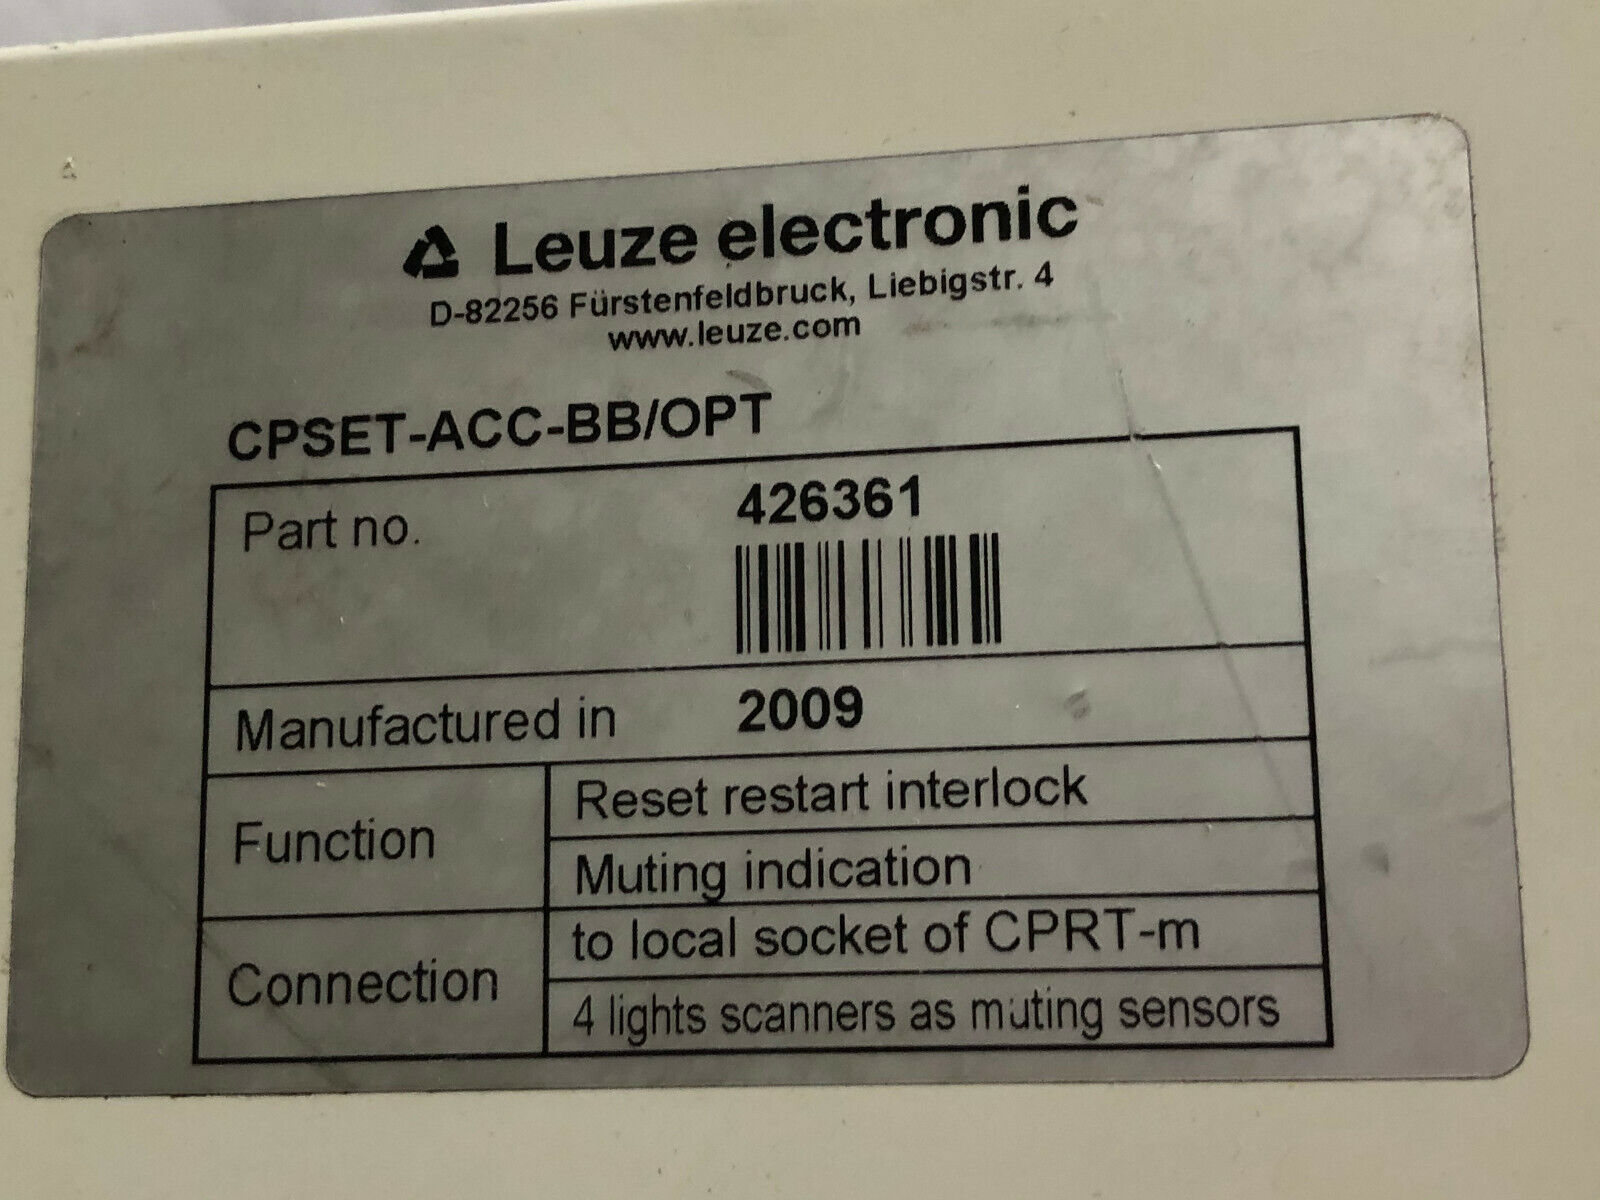 Leuze electronic
D-82256 Fürstenfeldbruck, Liebigstr. 4
www.leuze.com
CPSET-ACC-BB/OPT
Part no. 426361
Manufactured in 2009
Function
Reset restart interlock
Muting indication
Connection
to local socket of CPRT-m
4 lights scanners as muting sensors